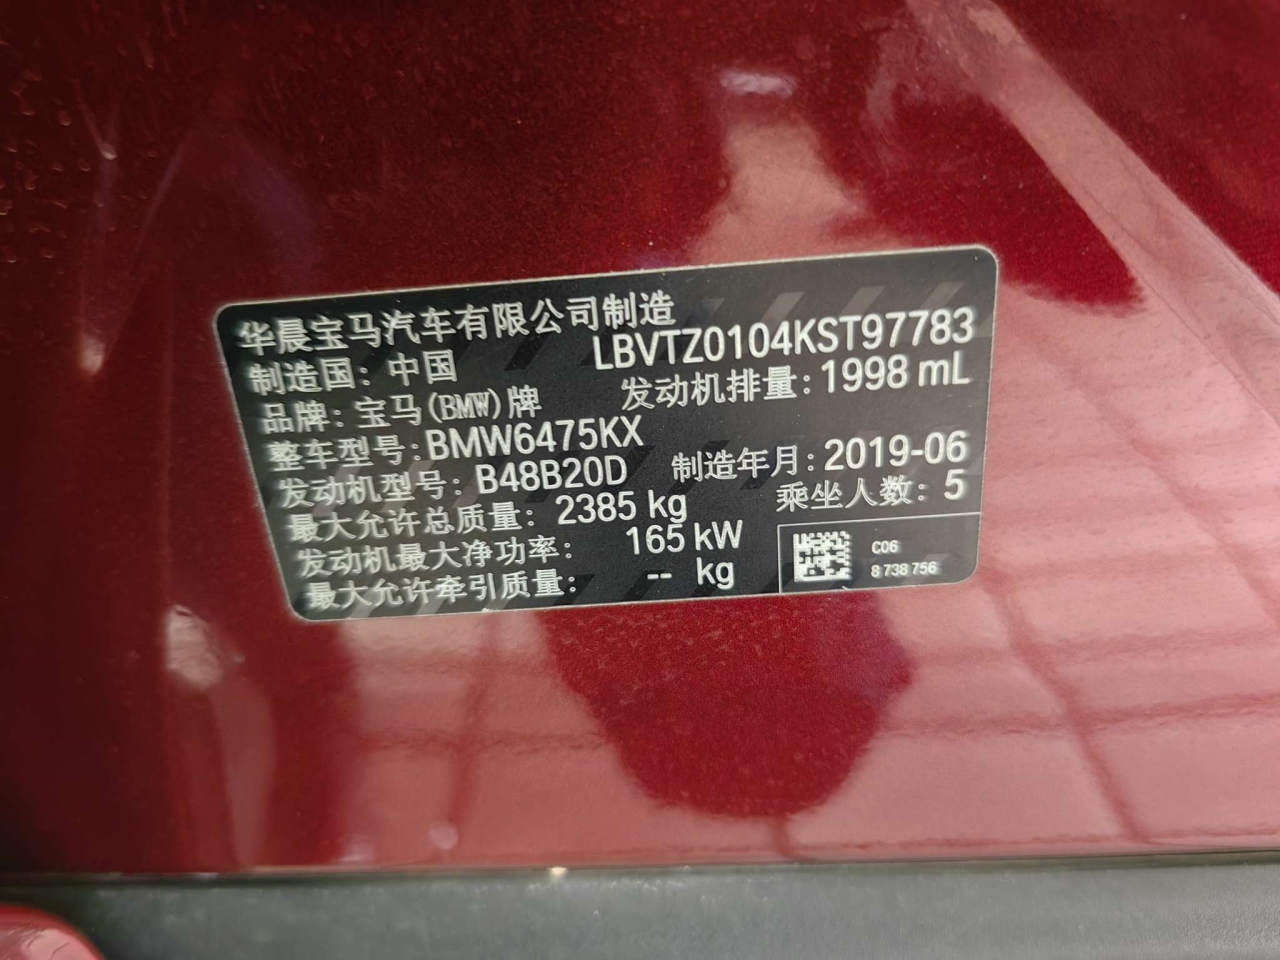 华晨宝马汽车有限公司制造
LBVTZ0104KST97783
制造国：中国
发动机排量：1998 mL
品牌：宝马(BMW)牌
整车型号：BMW6475KX
制造年月：2019-06
发动机型号：B48B20D
乘坐人数：5
最大允许总质量：2385 kg
发动机最大净功率：165 kW
最大允许牵引质量：-- kg
C06
8 738 756